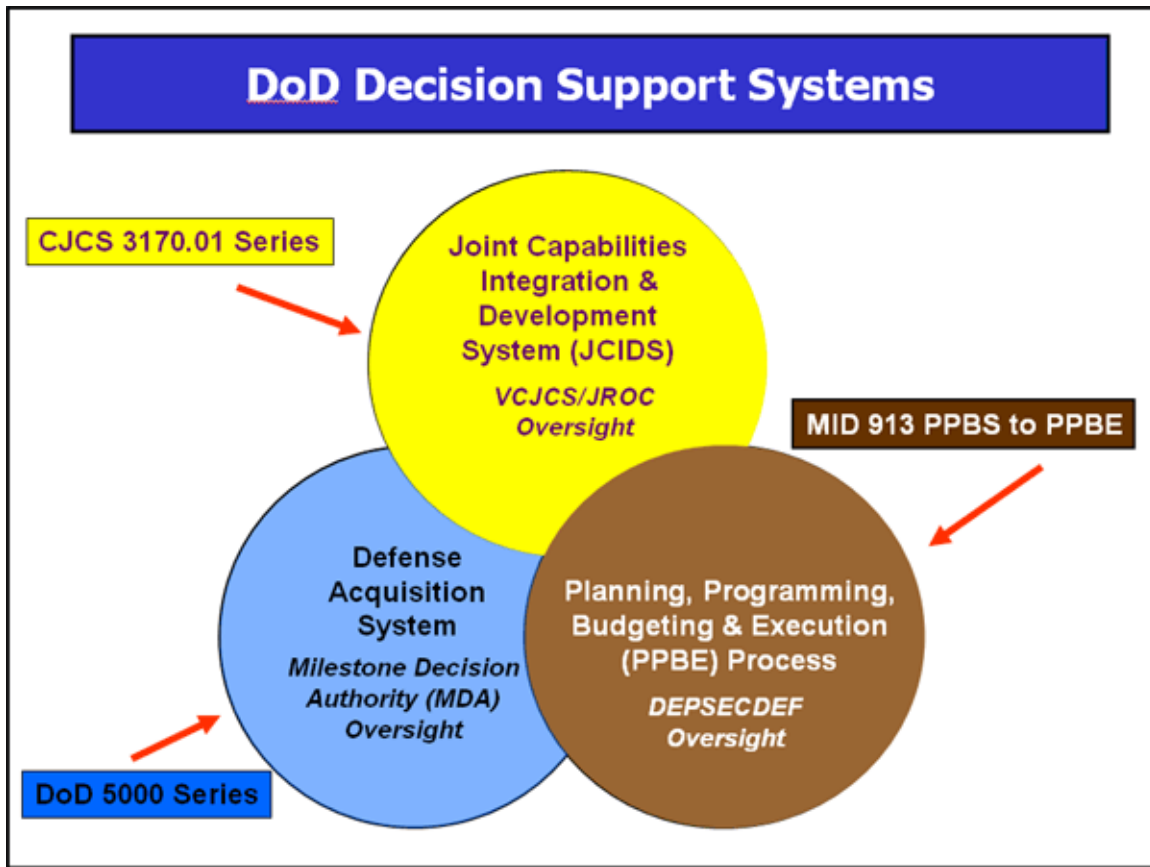 DoD Decision Support Systems
CJCS 3170.01 Series
Joint Capabilities
Integration &
Development
System (JCIDS)
VCJCS/JROC
Oversight
MID 913 PPBS to PPBE
Defense
Acquisition
System
Milestone Decision
Authority (MDA)
Oversight
Planning, Programming,
Budgeting & Execution
(PPBE) Process
DEPSECDEF
Oversight
DoD 5000 Series